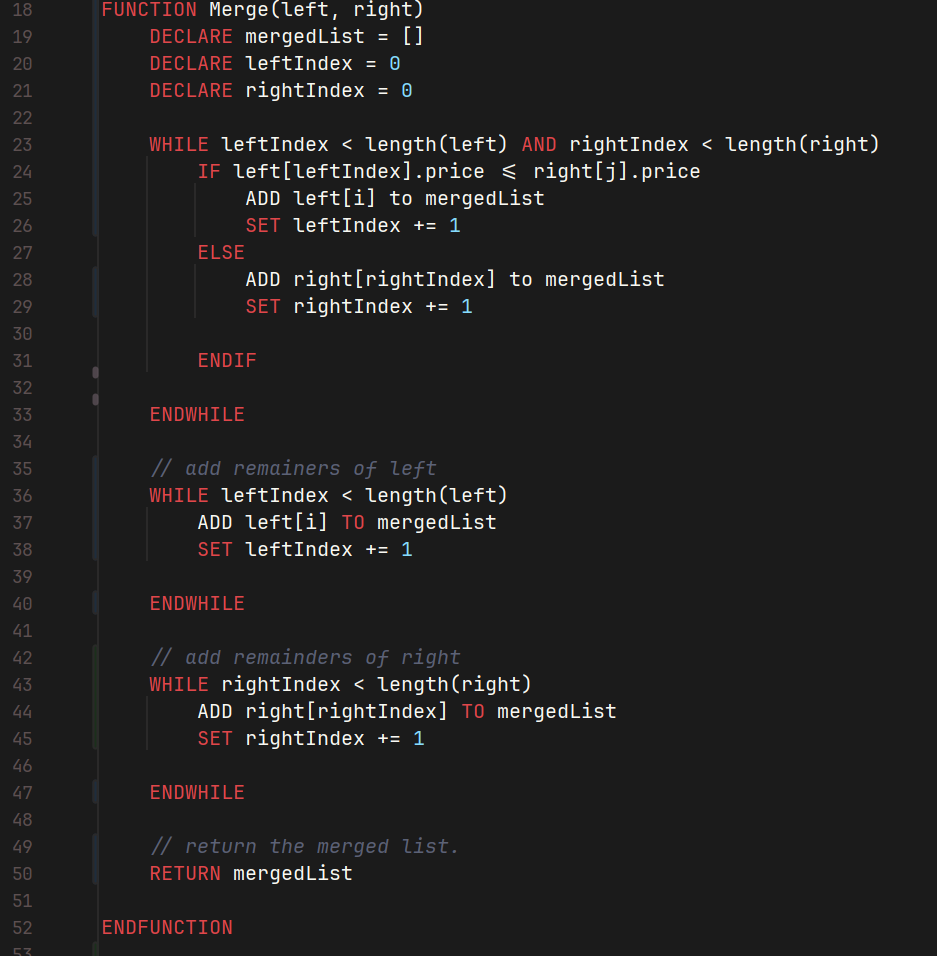 18 FUNCTION Merge(left, right)
19 DECLARE mergedList = []
20 DECLARE leftIndex = 0
21 DECLARE rightIndex = 0
22
23 WHILE leftIndex < length(left) AND rightIndex < length(right)
24 IF left[leftIndex].price <= right[j].price
25 ADD left[i] to mergedList
26 SET leftIndex += 1
27 ELSE
28 ADD right[rightIndex] to mergedList
29 SET rightIndex += 1
30
31 ENDIF
32
33 ENDWHILE
34
35 // add remainers of left
36 WHILE leftIndex < length(left)
37 ADD left[i] TO mergedList
38 SET leftIndex += 1
39
40 ENDWHILE
41
42 // add remainders of right
43 WHILE rightIndex < length(right)
44 ADD right[rightIndex] TO mergedList
45 SET rightIndex += 1
46
47 ENDWHILE
48
49 // return the merged list.
50 RETURN mergedList
51
52 ENDFUNCTION
53